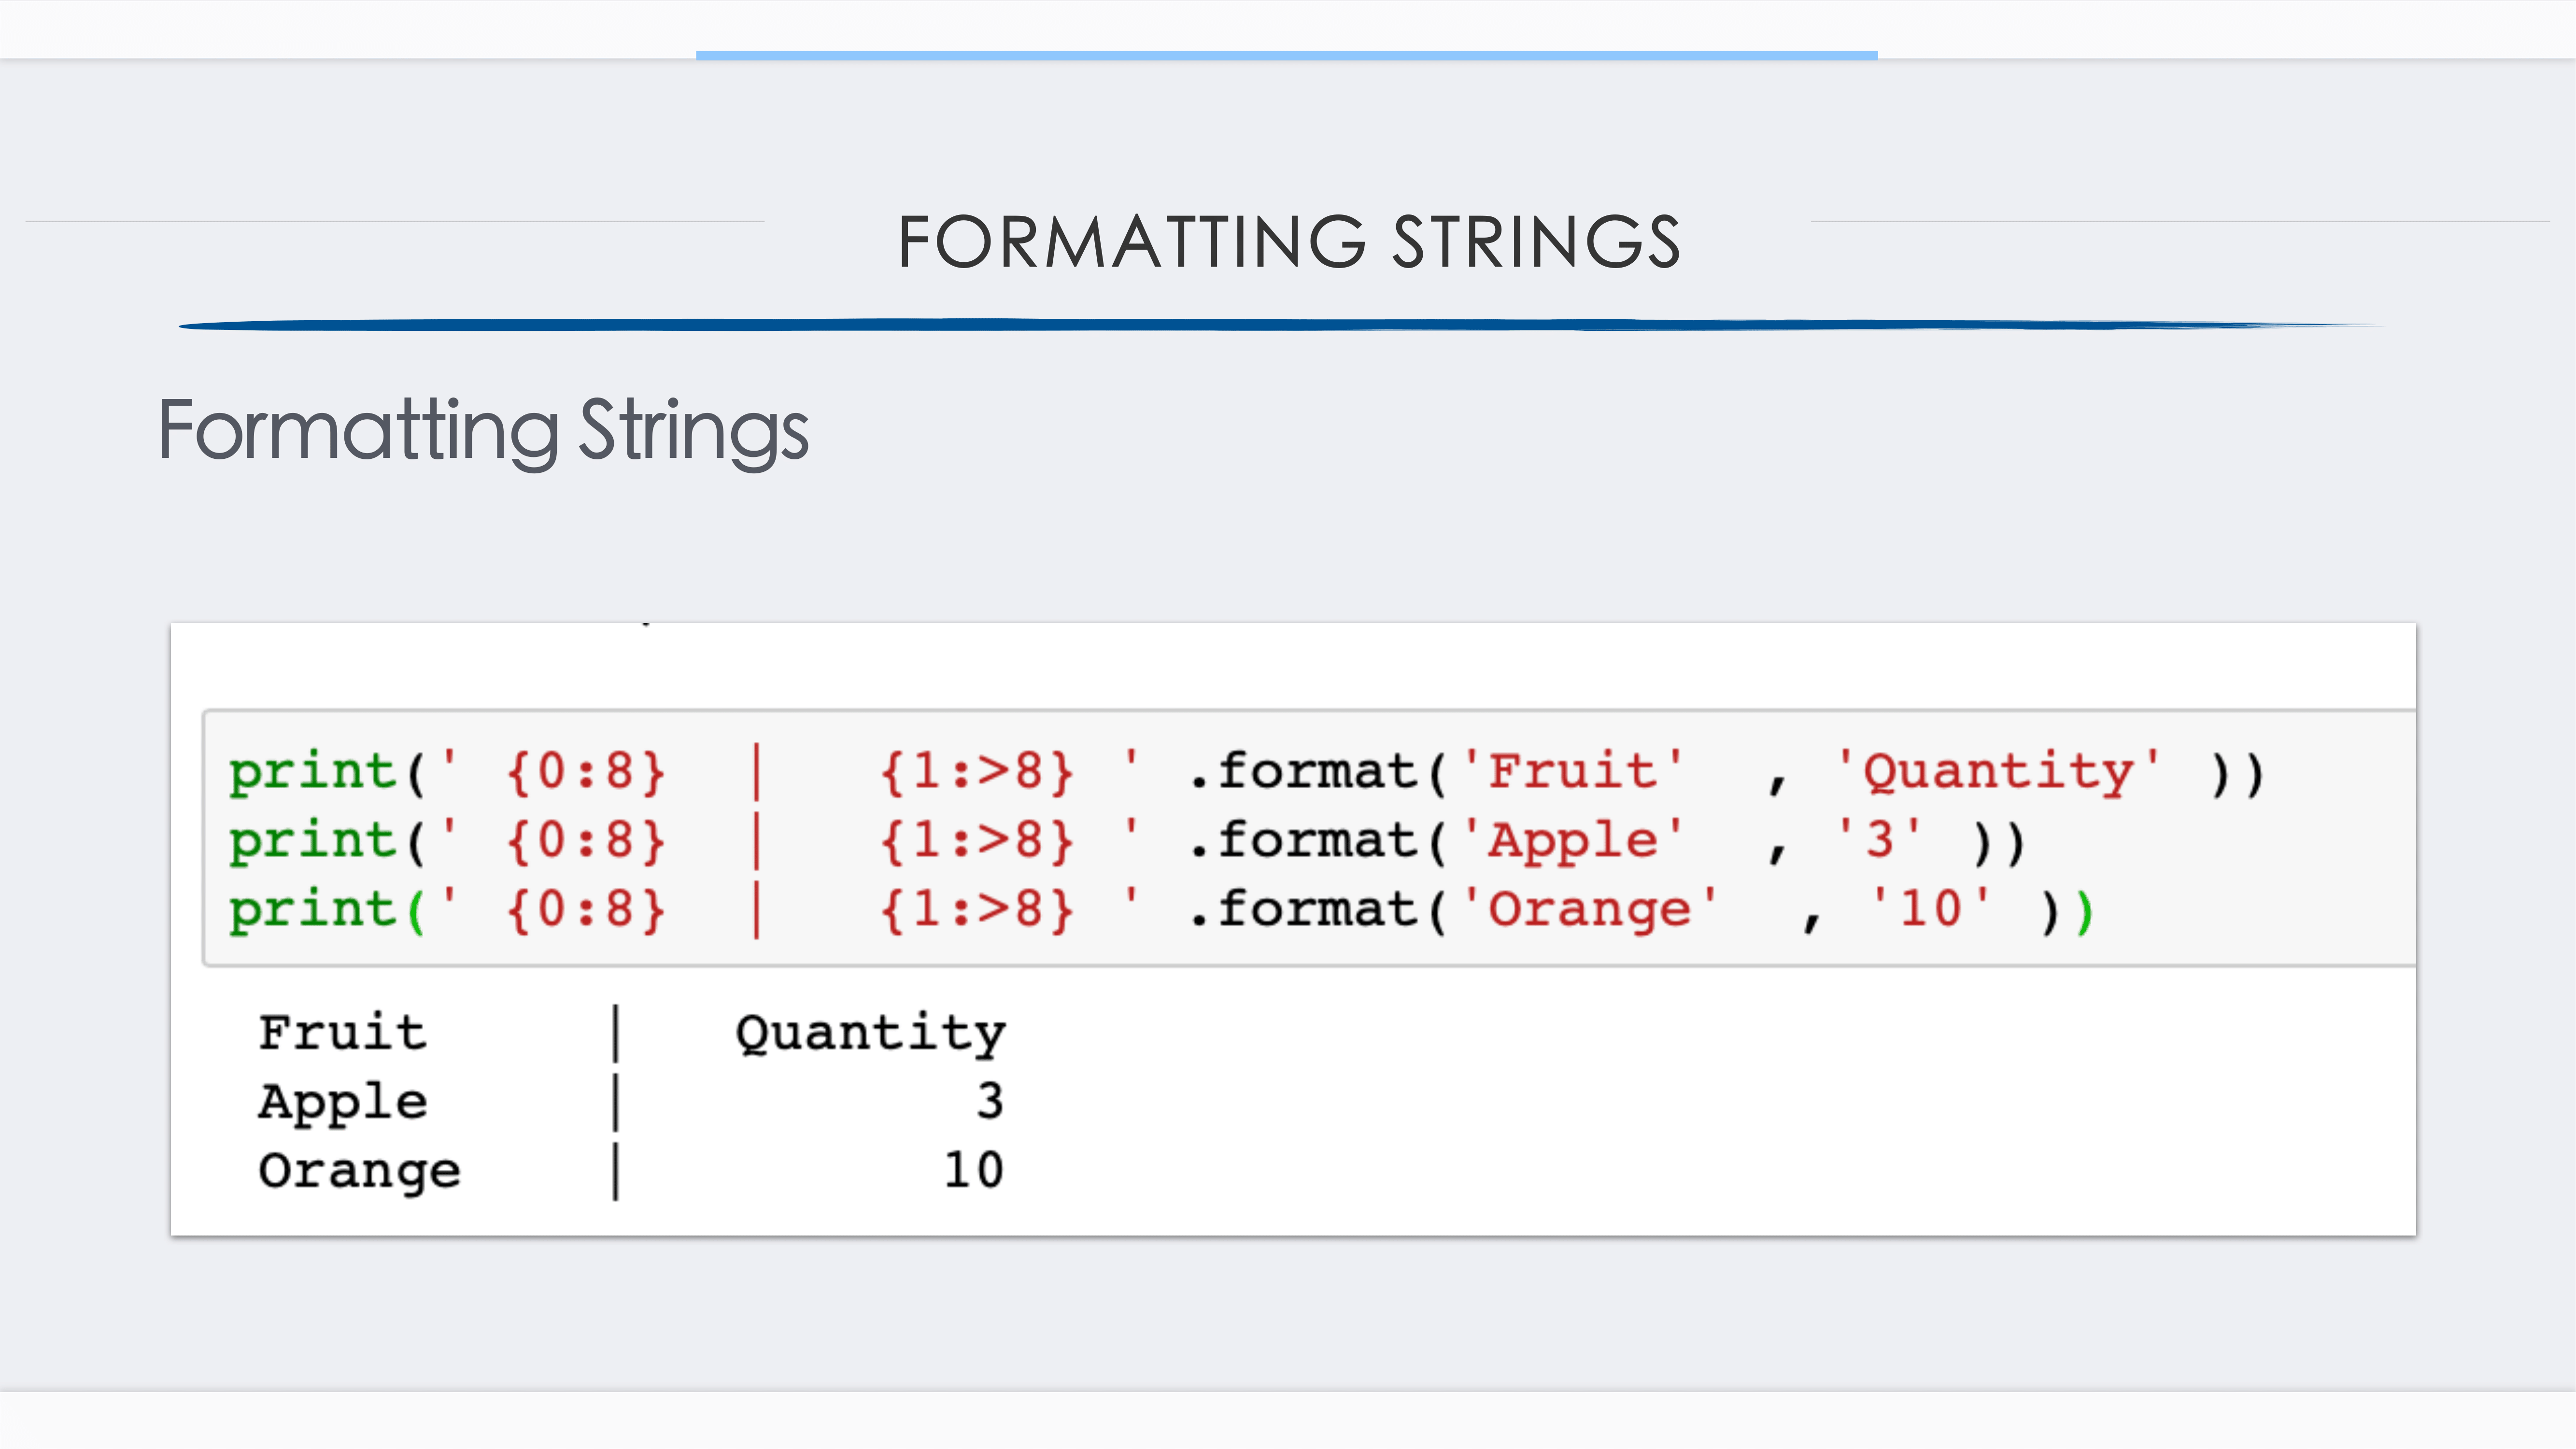 FORMATTING STRINGS
Formatting Strings
print(' {0:8}  |   {1:>8} ' .format('Fruit'  , 'Quantity' ))
print(' {0:8}  |   {1:>8} ' .format('Apple'  , '3' ))
print(' {0:8}  |   {1:>8} ' .format('Orange'  , '10' ))
Fruit     |   Quantity
Apple     |          3
Orange    |         10